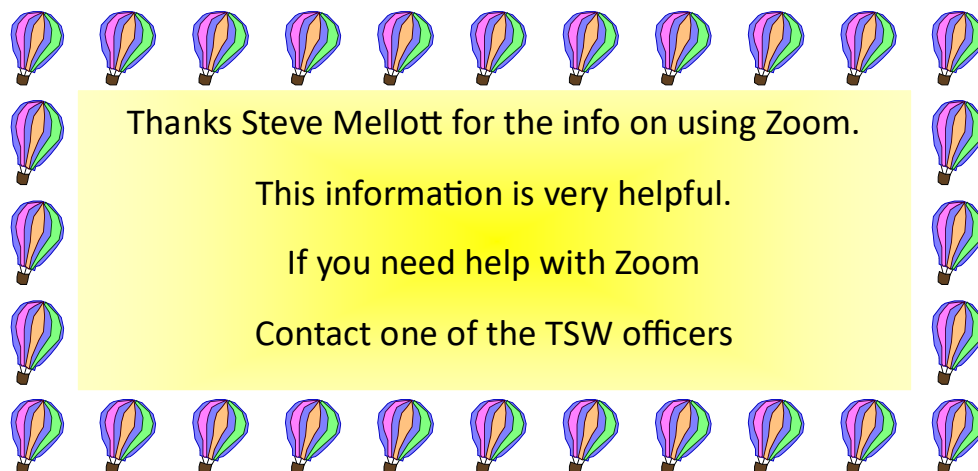 Thanks Steve Mellott for the info on using Zoom.
This information is very helpful.
If you need help with Zoom
Contact one of the TSW officers